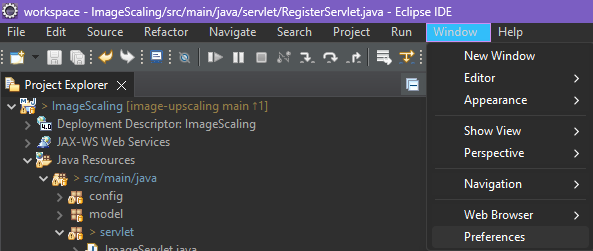 workspace - ImageScaling/src/main/java/servlet/RegisterServlet.java - Eclipse IDE
File Edit Source Refactor Navigate Search Project Run Window Help
Project Explorer
New Window
Editor
Appearance
Show View
Perspective
Navigation
Web Browser
Preferences
> ImageScaling [image-upscaling main ↑1]
Deployment Descriptor: ImageScaling
JAX-WS Web Services
> Java Resources
> src/main/java
config
model
> servlet
ImageServlet.java